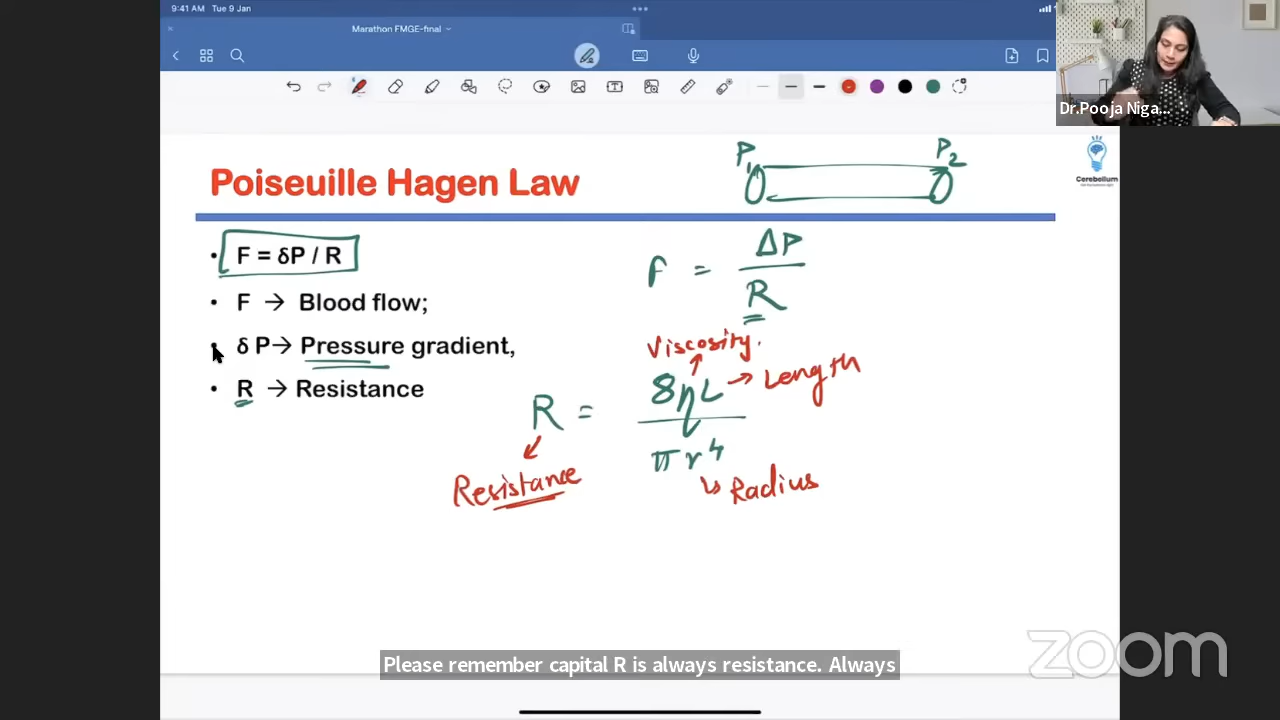 9:41 AM Tue 9 Jan
Marathon FMGE-final
Dr.Pooja Niga...
Cerebellum
P1 P2
Poiseuille Hagen Law
• F = δP / R
• F → Blood flow;
• δ P→ Pressure gradient,
• R → Resistance
F = ΔP / R
Viscosity.
R = 8ηL / πr⁴
→ Length
Resistance
Radius
Please remember capital R is always resistance. Always
zoom